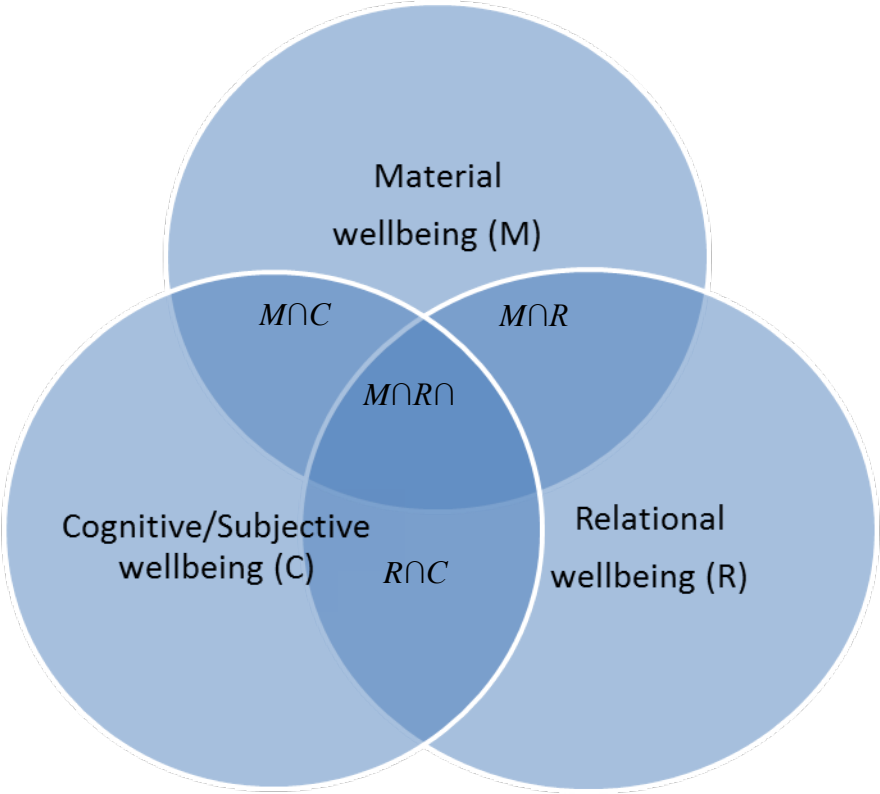 Material
wellbeing (M)
M∩C
M∩R
M∩R∩
Cognitive/Subjective
wellbeing (C)
Relational
wellbeing (R)
R∩C